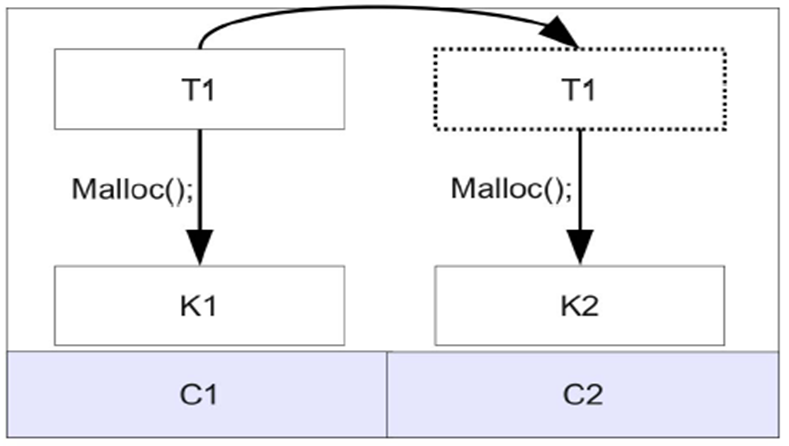 T1
T1
Malloc();
Malloc();
K1
K2
C1
C2